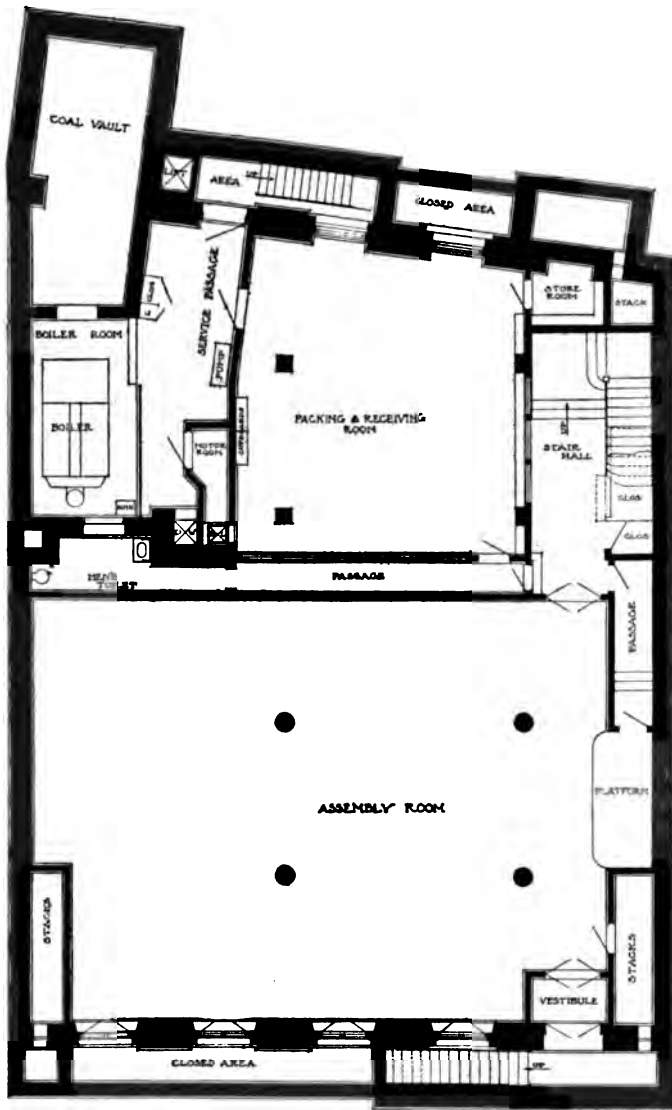 COAL VAULT
LIFT
AREA
UP
CLOSED AREA
STORE
ROOM
STACK
SERVICE PASSAGE
CLOS
BOILER ROOM
BOILER
PUMP
MOTOR
ROOM
PACKING & RECEIVING
ROOM
UP
STAIR
HALL
CLOS
CLOS
MEN'S
TOILET
PASSAGE
PASSAGE
PLATFORM
ASSEMBLY ROOM
STACKS
STACKS
VESTIBULE
CLOSED AREA
UP